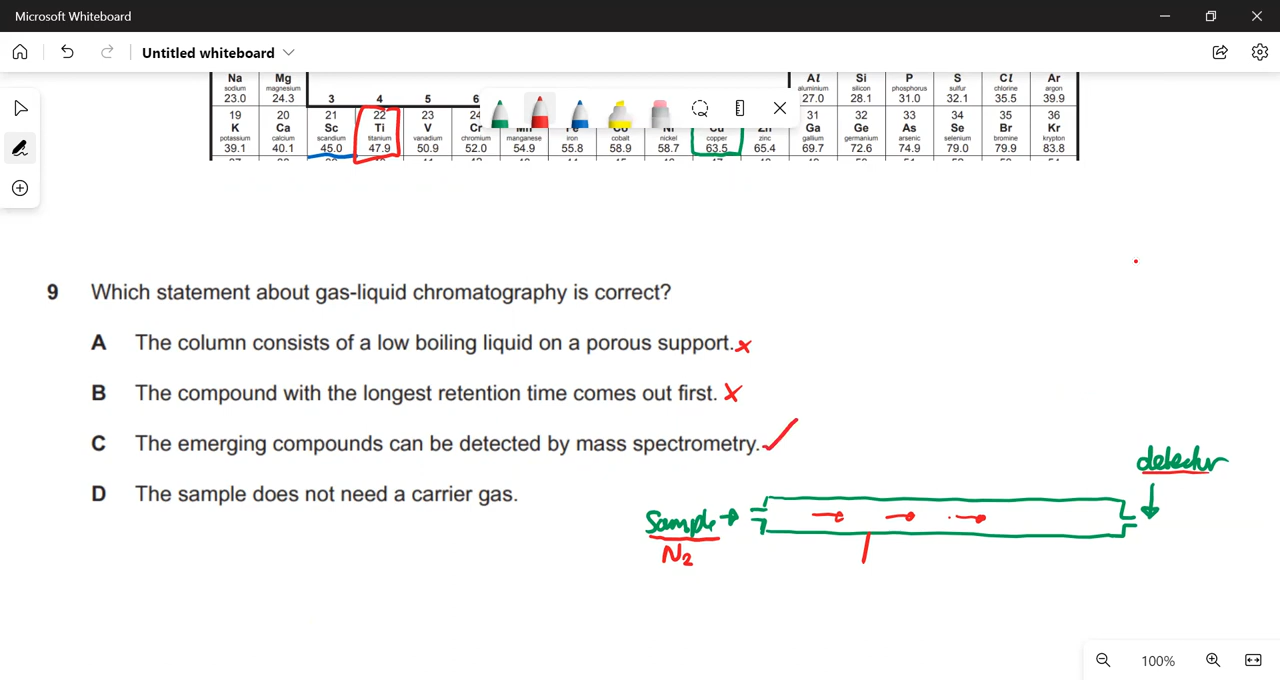 Microsoft Whiteboard
Untitled whiteboard
Na Mg Al Si P S Cl Ar
sodium magnesium aluminium silicon phosphorus sulfur chlorine argon
23.0 24.3 3 4 5 6 27.0 28.1 31.0 32.1 35.5 39.9
19 20 21 22 23 24 31 32 33 34 35 36
K Ca Sc Ti V Cr Mn Fe Co Ni Cu Zn Ga Ge As Se Br Kr
potassium calcium scandium titanium vanadium chromium manganese iron cobalt nickel copper zinc gallium germanium arsenic selenium bromine krypton
39.1 40.1 45.0 47.9 50.9 52.0 54.9 55.8 58.9 58.7 63.5 65.4 69.7 72.6 74.9 79.0 79.9 83.8
9 Which statement about gas-liquid chromatography is correct?
A The column consists of a low boiling liquid on a porous support.
B The compound with the longest retention time comes out first.
C The emerging compounds can be detected by mass spectrometry.
detector
D The sample does not need a carrier gas.
Sample
N2
100%